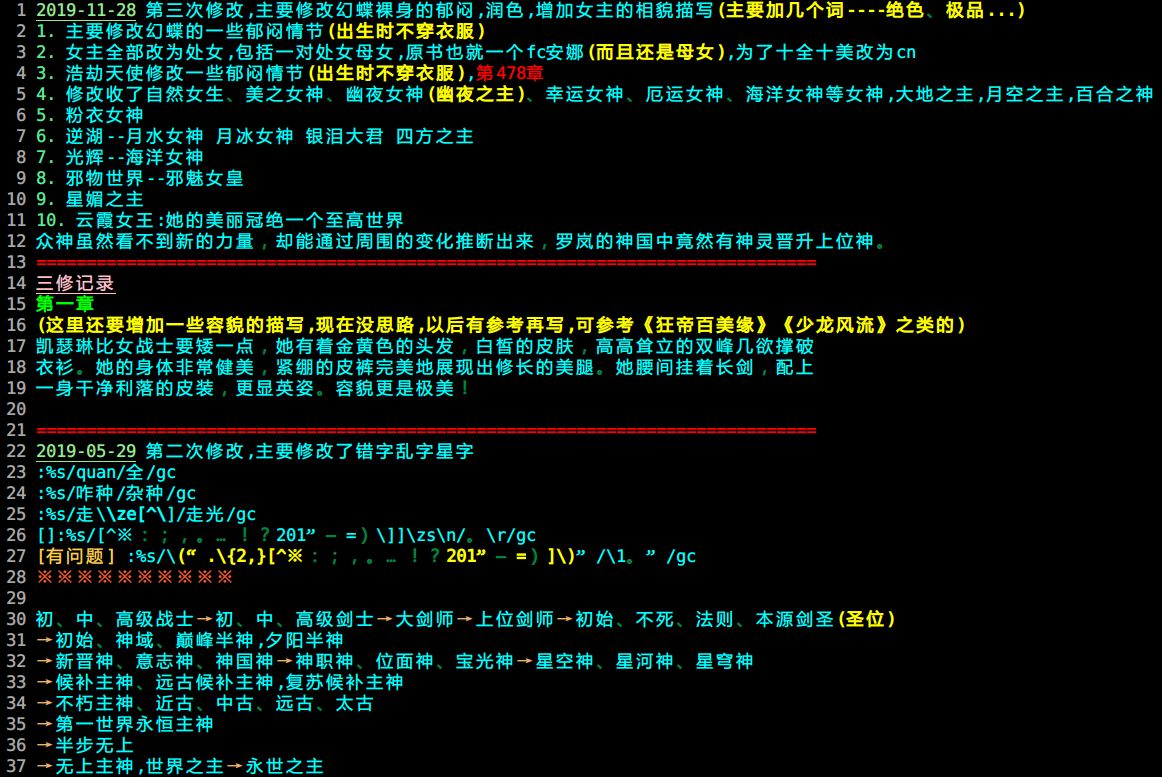 1 2019-11-28 第三次修改,主要修改幻蝶裸身的郁闷,润色,增加女主的相貌描写(主要加几个词----绝色、极品...)
2 1. 主要修改幻蝶的一些郁闷情节(出生时不穿衣服)
3 2. 女主全部改为处女,包括一对处女母女,原书也就一个fc安娜(而且还是母女),为了十全十美改为cn
4 3. 浩劫天使修改一些郁闷情节(出生时不穿衣服),第478章
5 4. 修改收了自然女生、美之女神、幽夜女神(幽夜之主)、幸运女神、厄运女神、海洋女神等女神,大地之主,月空之主,百合之神
6 5. 粉衣女神
7 6. 逆湖--月水女神 月冰女神 银泪大君 四方之主
8 7. 光辉--海洋女神
9 8. 邪物世界--邪魅女皇
10 9. 星媚之主
11 10. 云霞女王:她的美丽冠绝一个至高世界
12 众神虽然看不到新的力量，却能通过周围的变化推断出来，罗岚的神国中竟然有神灵晋升上位神。
13 ==============================================================================
14 三修记录
15 第一章
16 (这里还要增加一些容貌的描写,现在没思路,以后有参考再写,可参考《狂帝百美缘》《少龙风流》之类的)
17 凯瑟琳比女战士要矮一点，她有着金黄色的头发，白皙的皮肤，高高耸立的双峰几欲撑破
18 衣衫。她的身体非常健美，紧绷的皮裤完美地展现出修长的美腿。她腰间挂着长剑，配上
19 一身干净利落的皮装，更显英姿。容貌更是极美！
20
21 ==============================================================================
22 2019-05-29 第二次修改,主要修改了错字乱字星字
23 :%s/quan/全/gc
24 :%s/咋种/杂种/gc
25 :%s/走\\ze[^\]/走光/gc
26 []:%s/[^※：；，。…！？201”—=）\]]\zs\n/。\r/gc
27 [有问题] :%s/\(“ .\{2,}[^※：；，。…！？201”—=）]\)” /\1。” /gc
28 ※※※※※※※※※※
29
30 初、中、高级战士→初、中、高级剑士→大剑师→上位剑师→初始、不死、法则、本源剑圣(圣位)
31 →初始、神域、巅峰半神,夕阳半神
32 →新晋神、意志神、神国神→神职神、位面神、宝光神→星空神、星河神、星穹神
33 →候补主神、远古候补主神,复苏候补主神
34 →不朽主神、近古、中古、远古、太古
35 →第一世界永恒主神
36 →半步无上
37 →无上主神,世界之主→永世之主